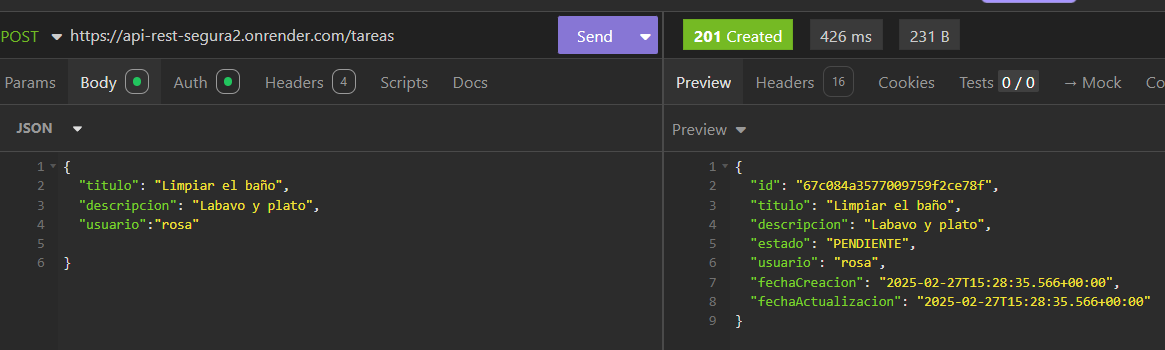 POST https://api-rest-segura2.onrender.com/tareas Send
201 Created 426 ms 231 B
Params Body Auth Headers 4 Scripts Docs
Preview Headers 16 Cookies Tests 0 / 0 → Mock Co
JSON
Preview
1 {
2 "titulo": "Limpiar el baño",
3 "descripcion": "Labavo y plato",
4 "usuario":"rosa"
5
6 }
1 {
2 "id": "67c084a3577009759f2ce78f",
3 "titulo": "Limpiar el baño",
4 "descripcion": "Labavo y plato",
5 "estado": "PENDIENTE",
6 "usuario": "rosa",
7 "fechaCreacion": "2025-02-27T15:28:35.566+00:00",
8 "fechaActualizacion": "2025-02-27T15:28:35.566+00:00"
9 }